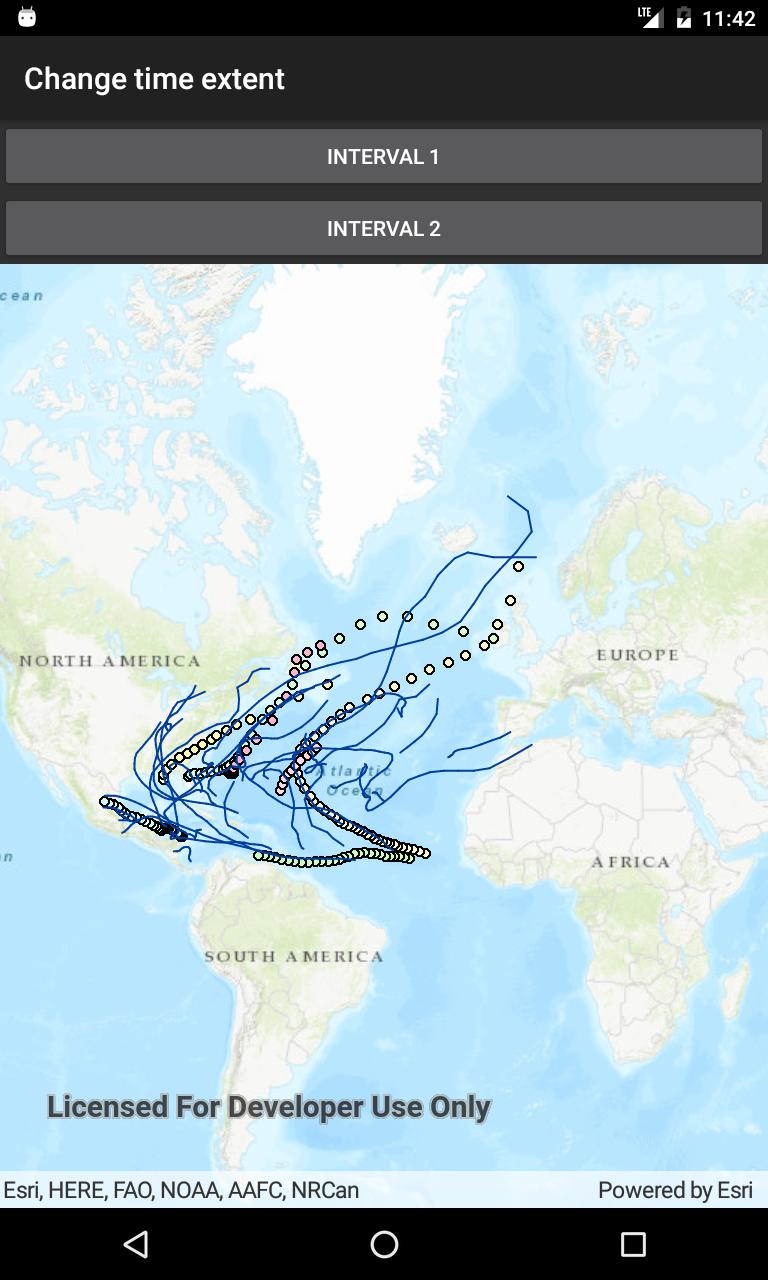 LTE 11:42
Change time extent
INTERVAL 1
INTERVAL 2
cean
NORTH AMERICA
EUROPE
Atlantic
Ocean
n
AFRICA
SOUTH AMERICA
Licensed For Developer Use Only
Esri, HERE, FAO, NOAA, AAFC, NRCan Powered by Esri